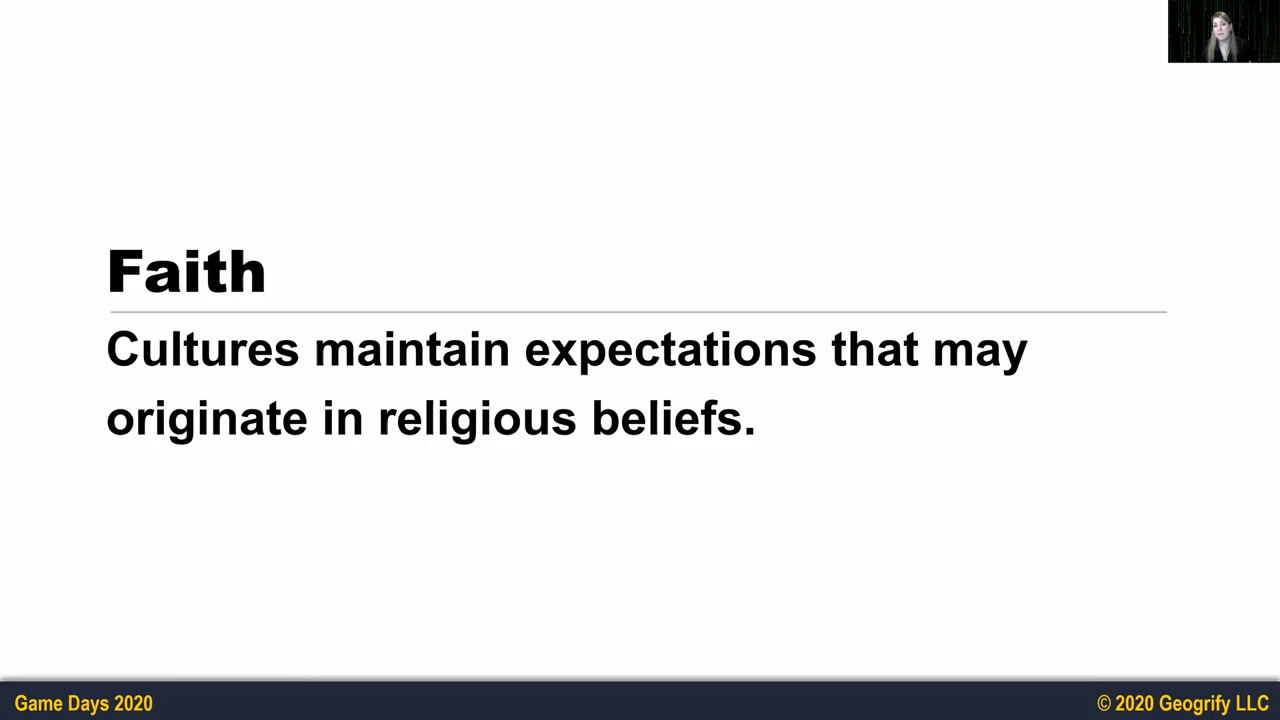 Faith
Cultures maintain expectations that may
originate in religious beliefs.
Game Days 2020
© 2020 Geogrify LLC